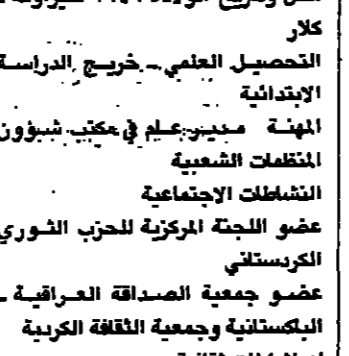 كلار
التحصيل العلمي ـ خريج الدراسة
الابتدائية
المهنة مدير عام في مكتب شؤون
المنظمات الشعبية
النشاطات الاجتماعية
عضو اللجنة المركزية للحزب الثوري
الكردستاني
عضو جمعية الصداقة العراقية ـ
الباكستانية وجمعية الثقافة الكردية